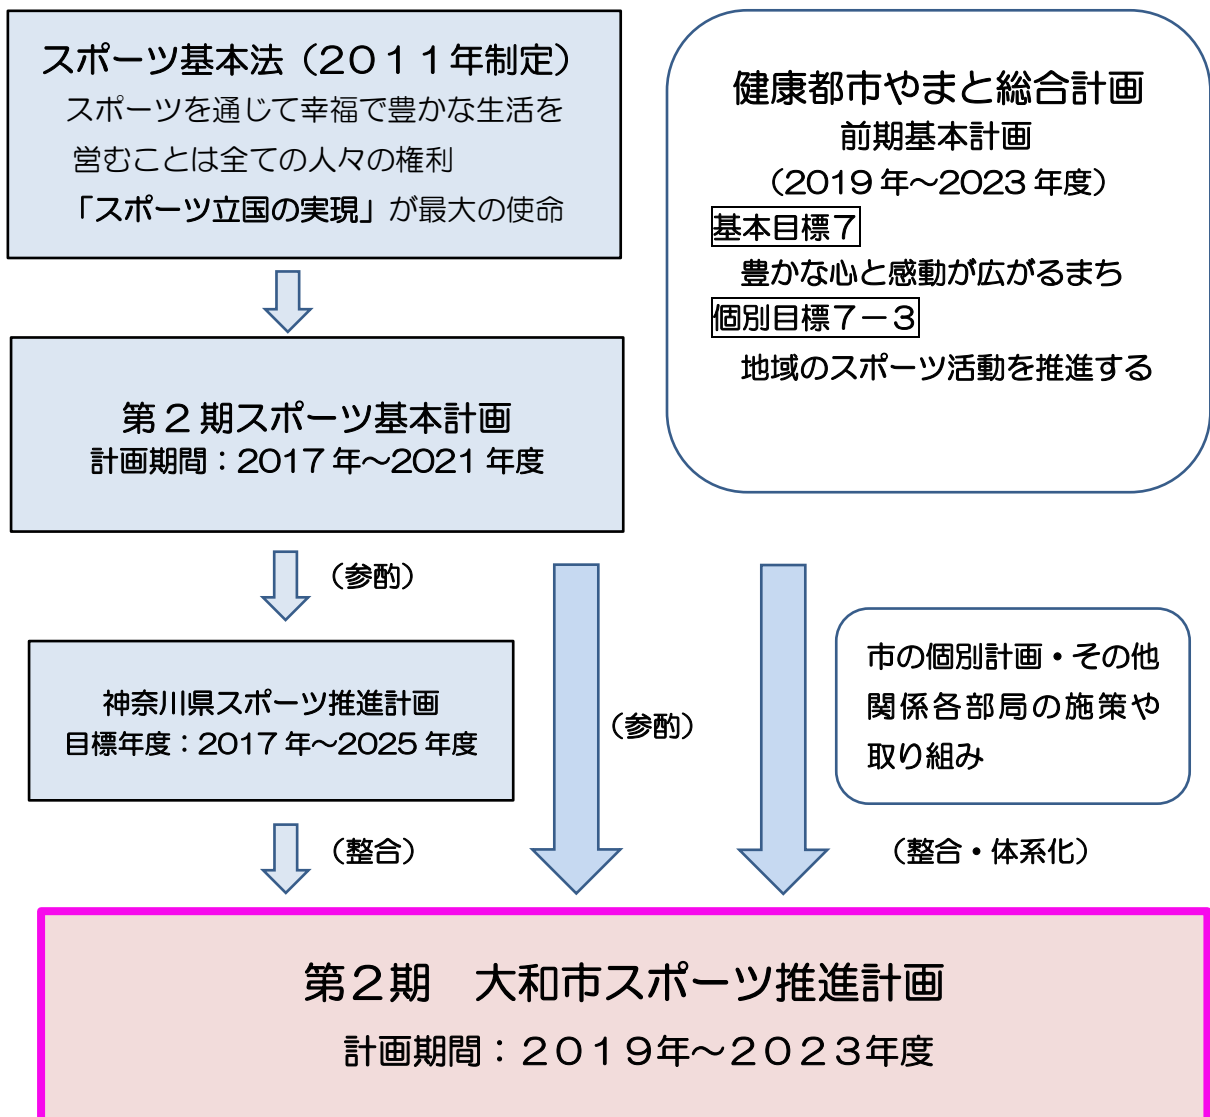 スポーツ基本法（２０１１年制定）
スポーツを通じて幸福で豊かな生活を
営むことは全ての人々の権利
「スポーツ立国の実現」が最大の使命
第２期スポーツ基本計画
計画期間：2017年～2021年度
（参酌）
神奈川県スポーツ推進計画
目標年度：2017年～2025年度
（整合）
（参酌）
健康都市やまと総合計画
前期基本計画
（2019年～2023年度）
基本目標７
豊かな心と感動が広がるまち
個別目標７－３
地域のスポーツ活動を推進する
市の個別計画・その他
関係各部局の施策や
取り組み
（整合・体系化）
第２期　大和市スポーツ推進計画
計画期間：２０１９年～２０２３年度